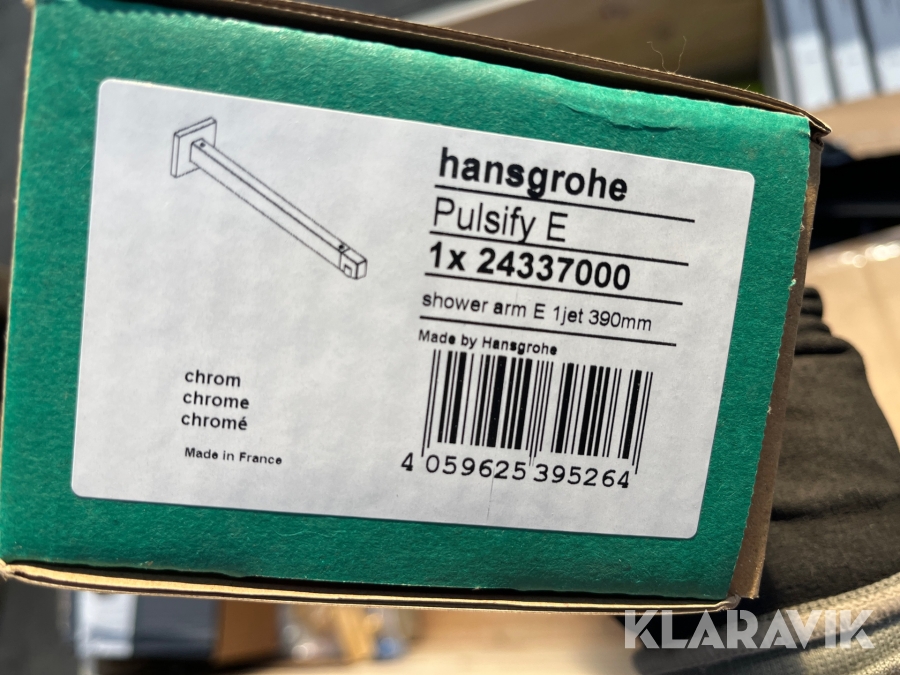 hansgrohe
Pulsify E
1x 24337000
shower arm E 1jet 390mm
Made by Hansgrohe
4 059625 395264
chrom
chrome
chromé
Made in France
KLARAVIK